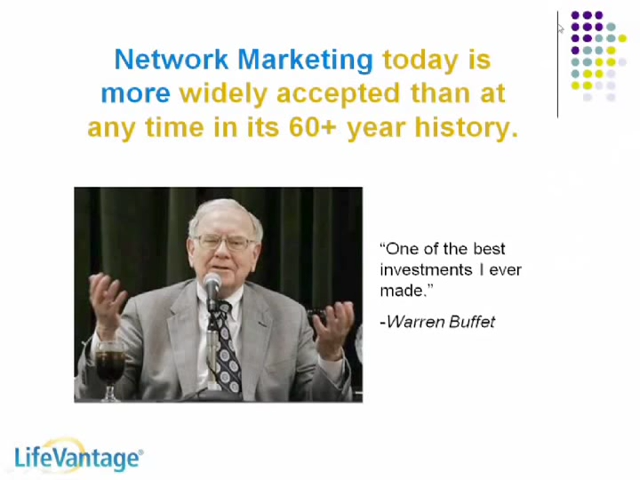 Network Marketing today is
more widely accepted than at
any time in its 60+ year history.
“One of the best
investments I ever
made.”
-Warren Buffet
LifeVantage®